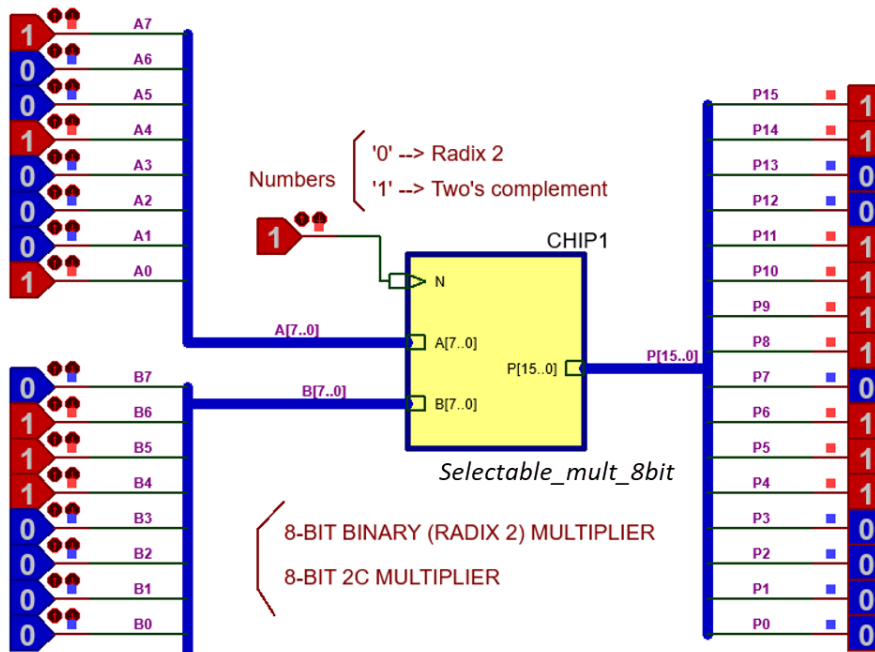 1 A7
0 A6
0 A5
1 A4
0 A3
0 A2
0 A1
1 A0
Numbers
'0' --> Radix 2
'1' --> Two's complement
1
CHIP1
N
A[7..0] A[7..0]
B[7..0] B[7..0]
P[15..0] P[15..0]
Selectable_mult_8bit
0 B7
1 B6
1 B5
1 B4
0 B3
0 B2
0 B1
0 B0
8-BIT BINARY (RADIX 2) MULTIPLIER
8-BIT 2C MULTIPLIER
P15 1
P14 1
P13 0
P12 0
P11 1
P10 1
P9 1
P8 1
P7 0
P6 1
P5 1
P4 1
P3 0
P2 0
P1 0
P0 0